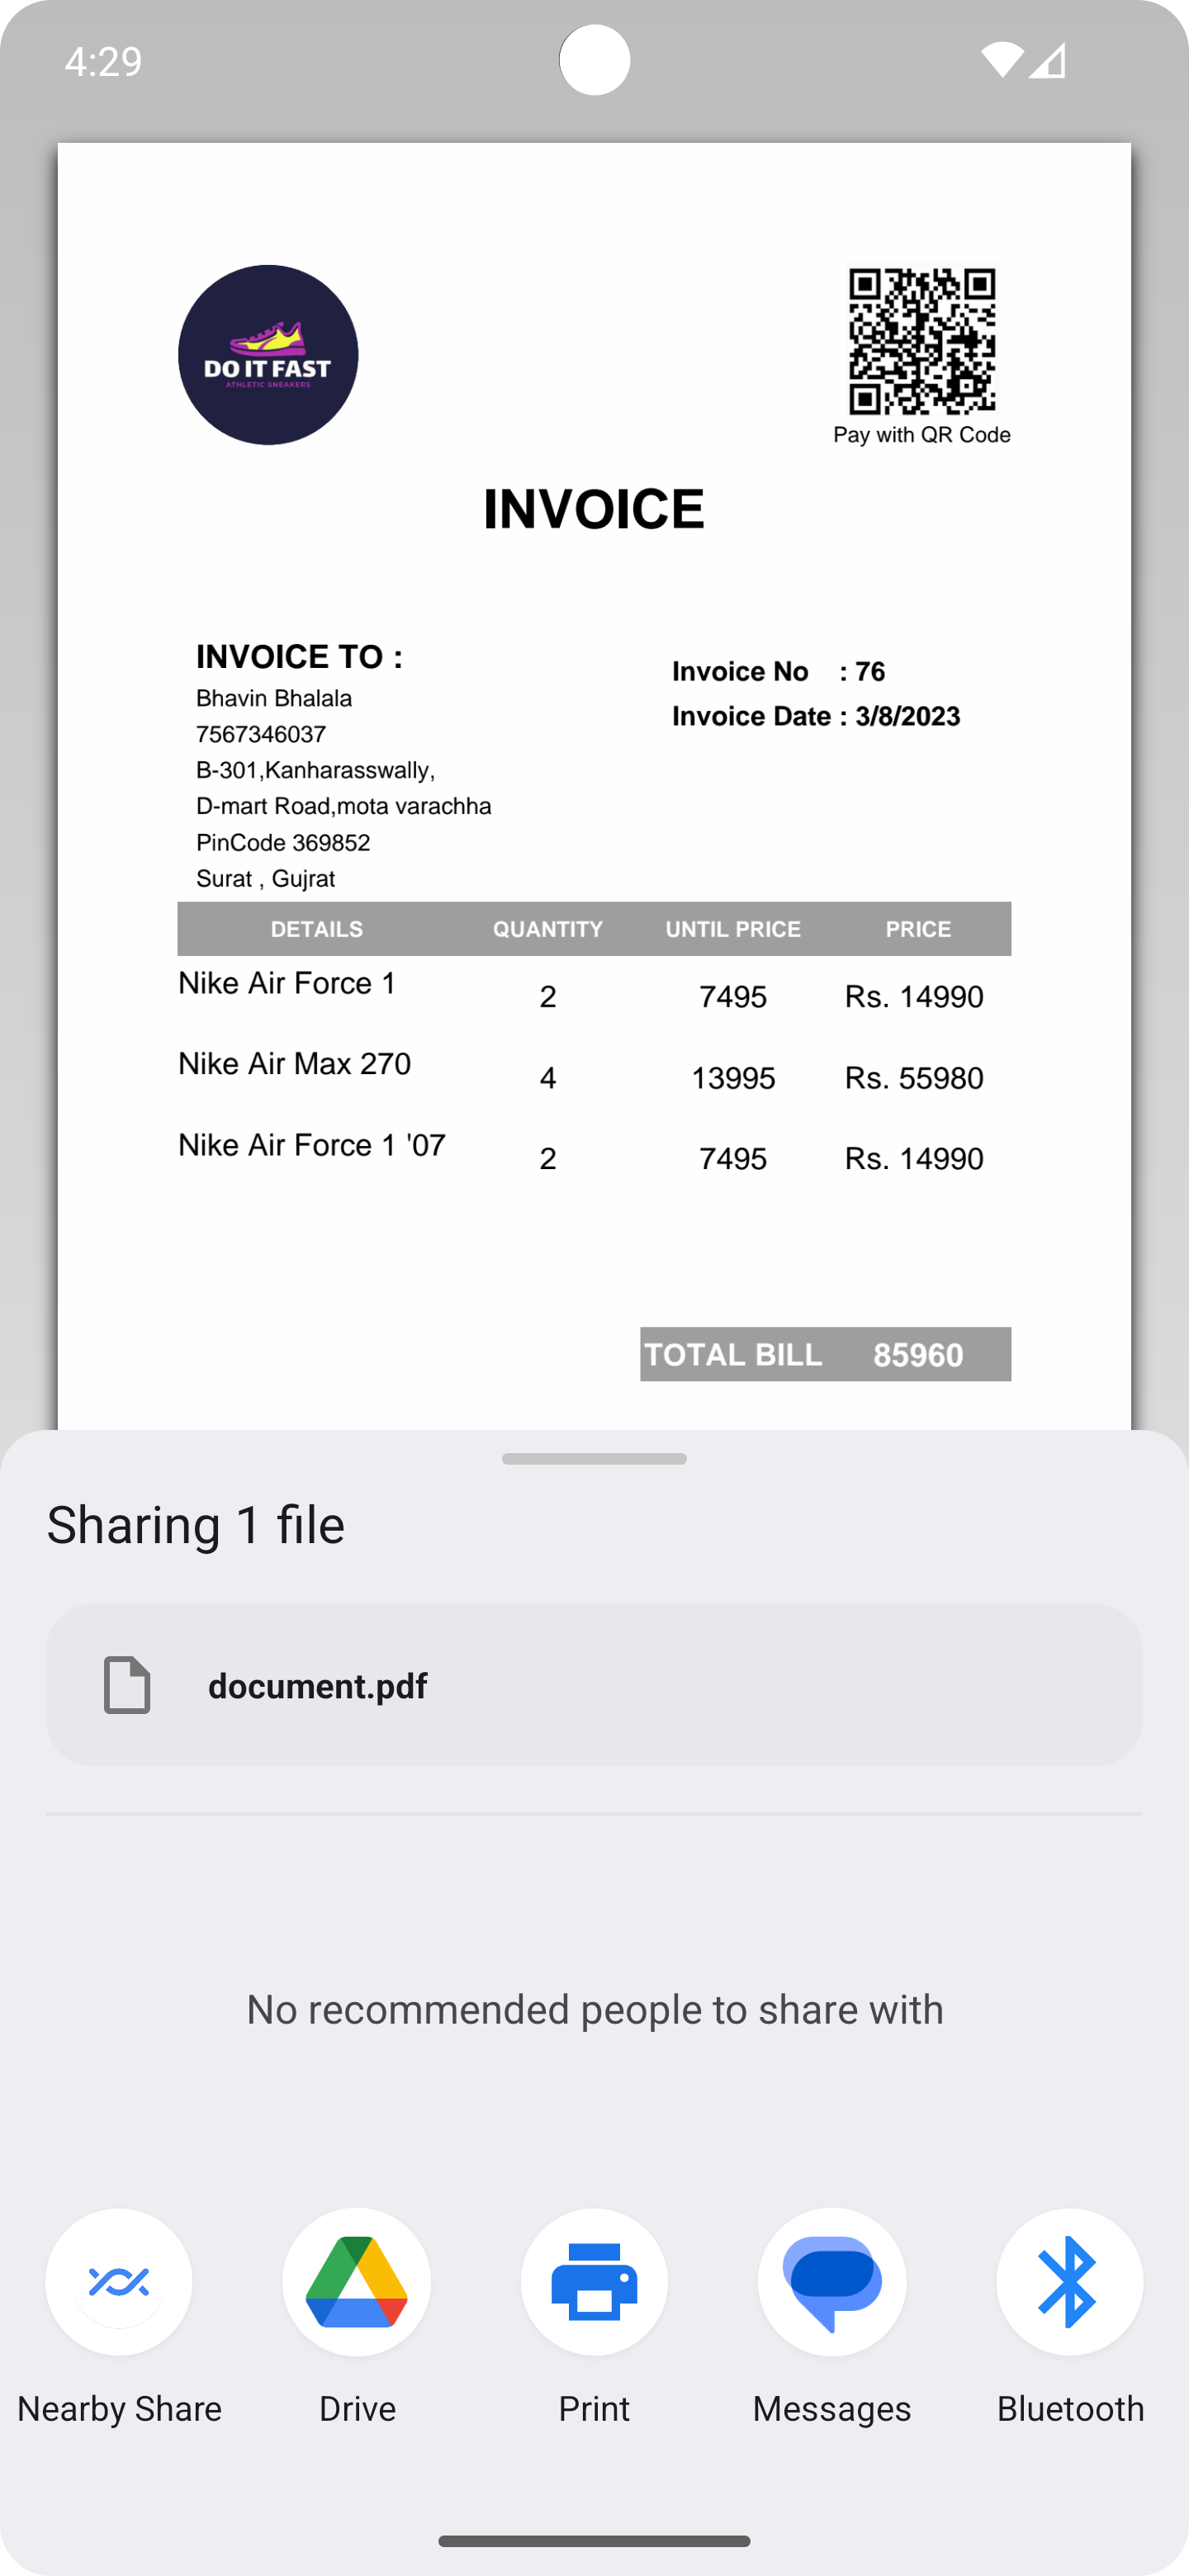 4:29
DO IT FAST
ATHLETIC SNEAKERS
Pay with QR Code
INVOICE
INVOICE TO :
Bhavin Bhalala
7567346037
B-301,Kanharasswally,
D-mart Road,mota varachha
PinCode 369852
Surat , Gujrat
Invoice No : 76
Invoice Date : 3/8/2023
DETAILS QUANTITY UNTIL PRICE PRICE
Nike Air Force 1 2 7495 Rs. 14990
Nike Air Max 270 4 13995 Rs. 55980
Nike Air Force 1 '07 2 7495 Rs. 14990
TOTAL BILL 85960
Sharing 1 file
document.pdf
No recommended people to share with
Nearby Share Drive Print Messages Bluetooth